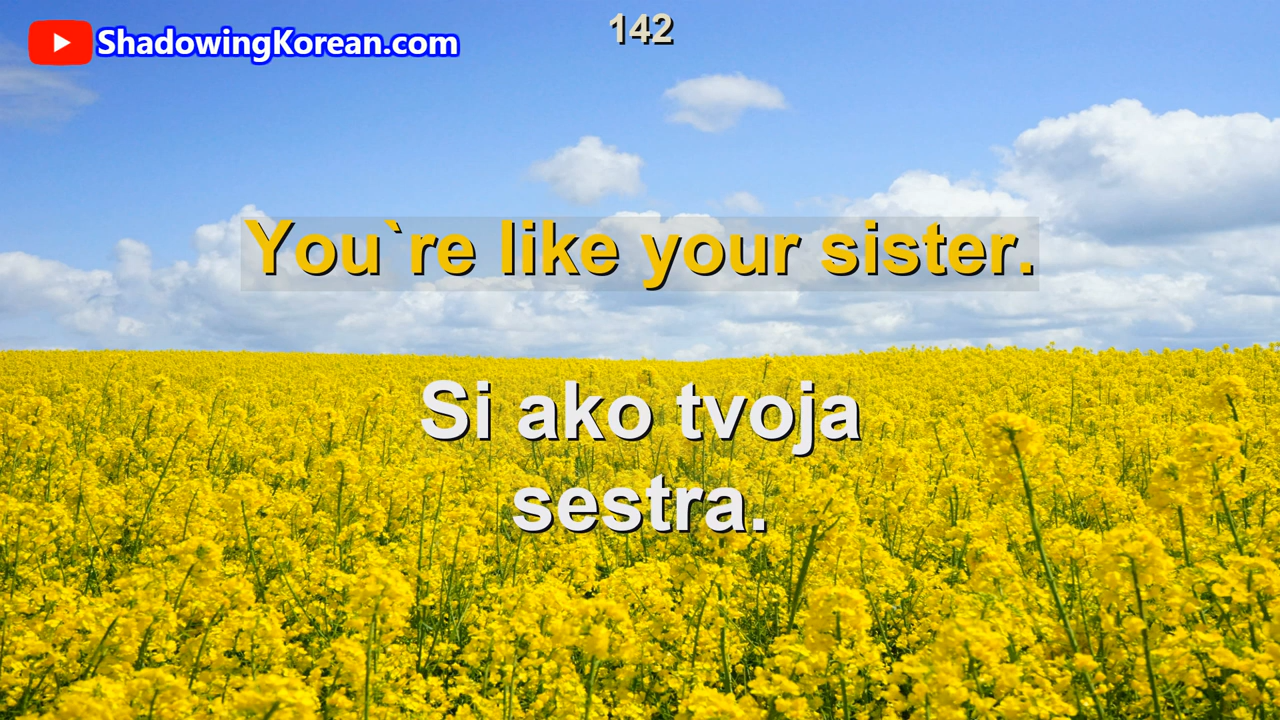 ShadowingKorean.com
142
You`re like your sister.
Si ako tvoja
sestra.